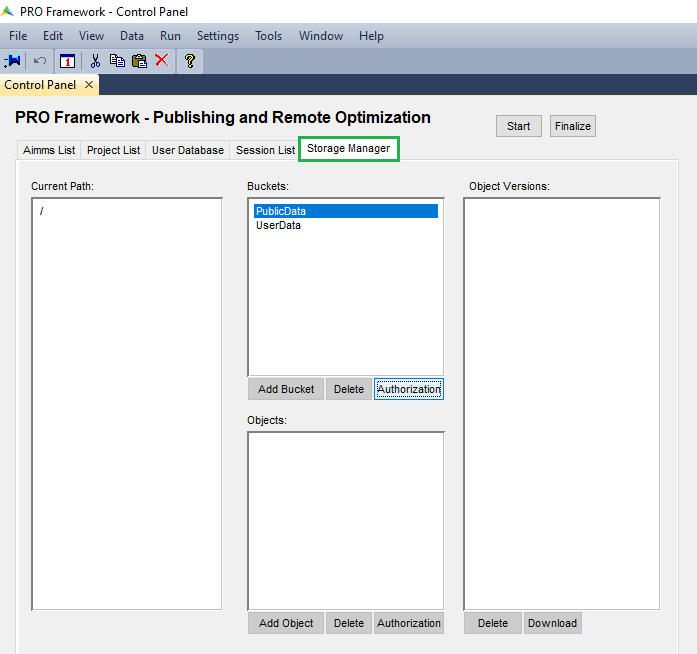 PRO Framework - Control Panel
File Edit View Data Run Settings Tools Window Help
1 ?
Control Panel ×
PRO Framework - Publishing and Remote Optimization
Start Finalize
Aimms List Project List User Database Session List Storage Manager
Current Path: Buckets: Object Versions:
/ PublicData
UserData
Add Bucket Delete Authorization
Objects:
Add Object Delete Authorization Delete Download